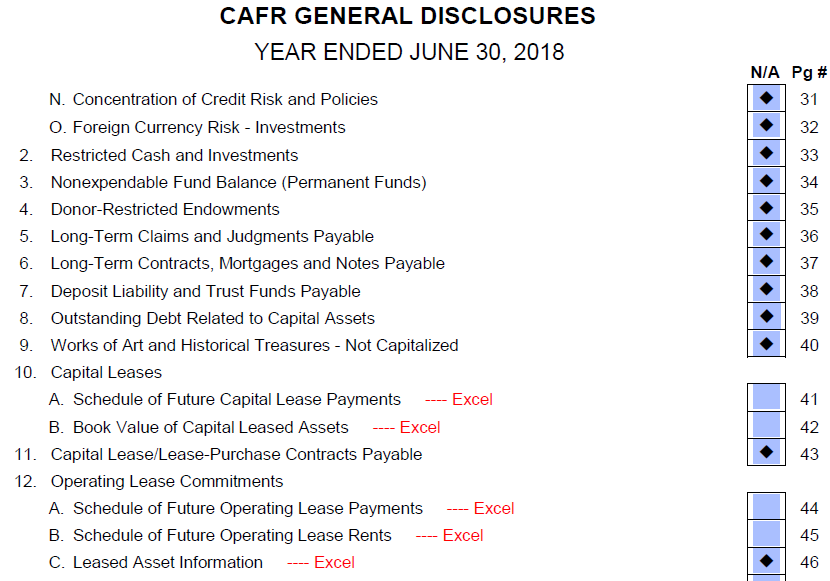 CAFR GENERAL DISCLOSURES
YEAR ENDED JUNE 30, 2018
N/A Pg #
N. Concentration of Credit Risk and Policies ◆ 31
O. Foreign Currency Risk - Investments ◆ 32
2. Restricted Cash and Investments ◆ 33
3. Nonexpendable Fund Balance (Permanent Funds) ◆ 34
4. Donor-Restricted Endowments ◆ 35
5. Long-Term Claims and Judgments Payable ◆ 36
6. Long-Term Contracts, Mortgages and Notes Payable ◆ 37
7. Deposit Liability and Trust Funds Payable ◆ 38
8. Outstanding Debt Related to Capital Assets ◆ 39
9. Works of Art and Historical Treasures - Not Capitalized ◆ 40
10. Capital Leases
A. Schedule of Future Capital Lease Payments ---- Excel 41
B. Book Value of Capital Leased Assets ---- Excel 42
11. Capital Lease/Lease-Purchase Contracts Payable ◆ 43
12. Operating Lease Commitments
A. Schedule of Future Operating Lease Payments ---- Excel 44
B. Schedule of Future Operating Lease Rents ---- Excel 45
C. Leased Asset Information ---- Excel ◆ 46